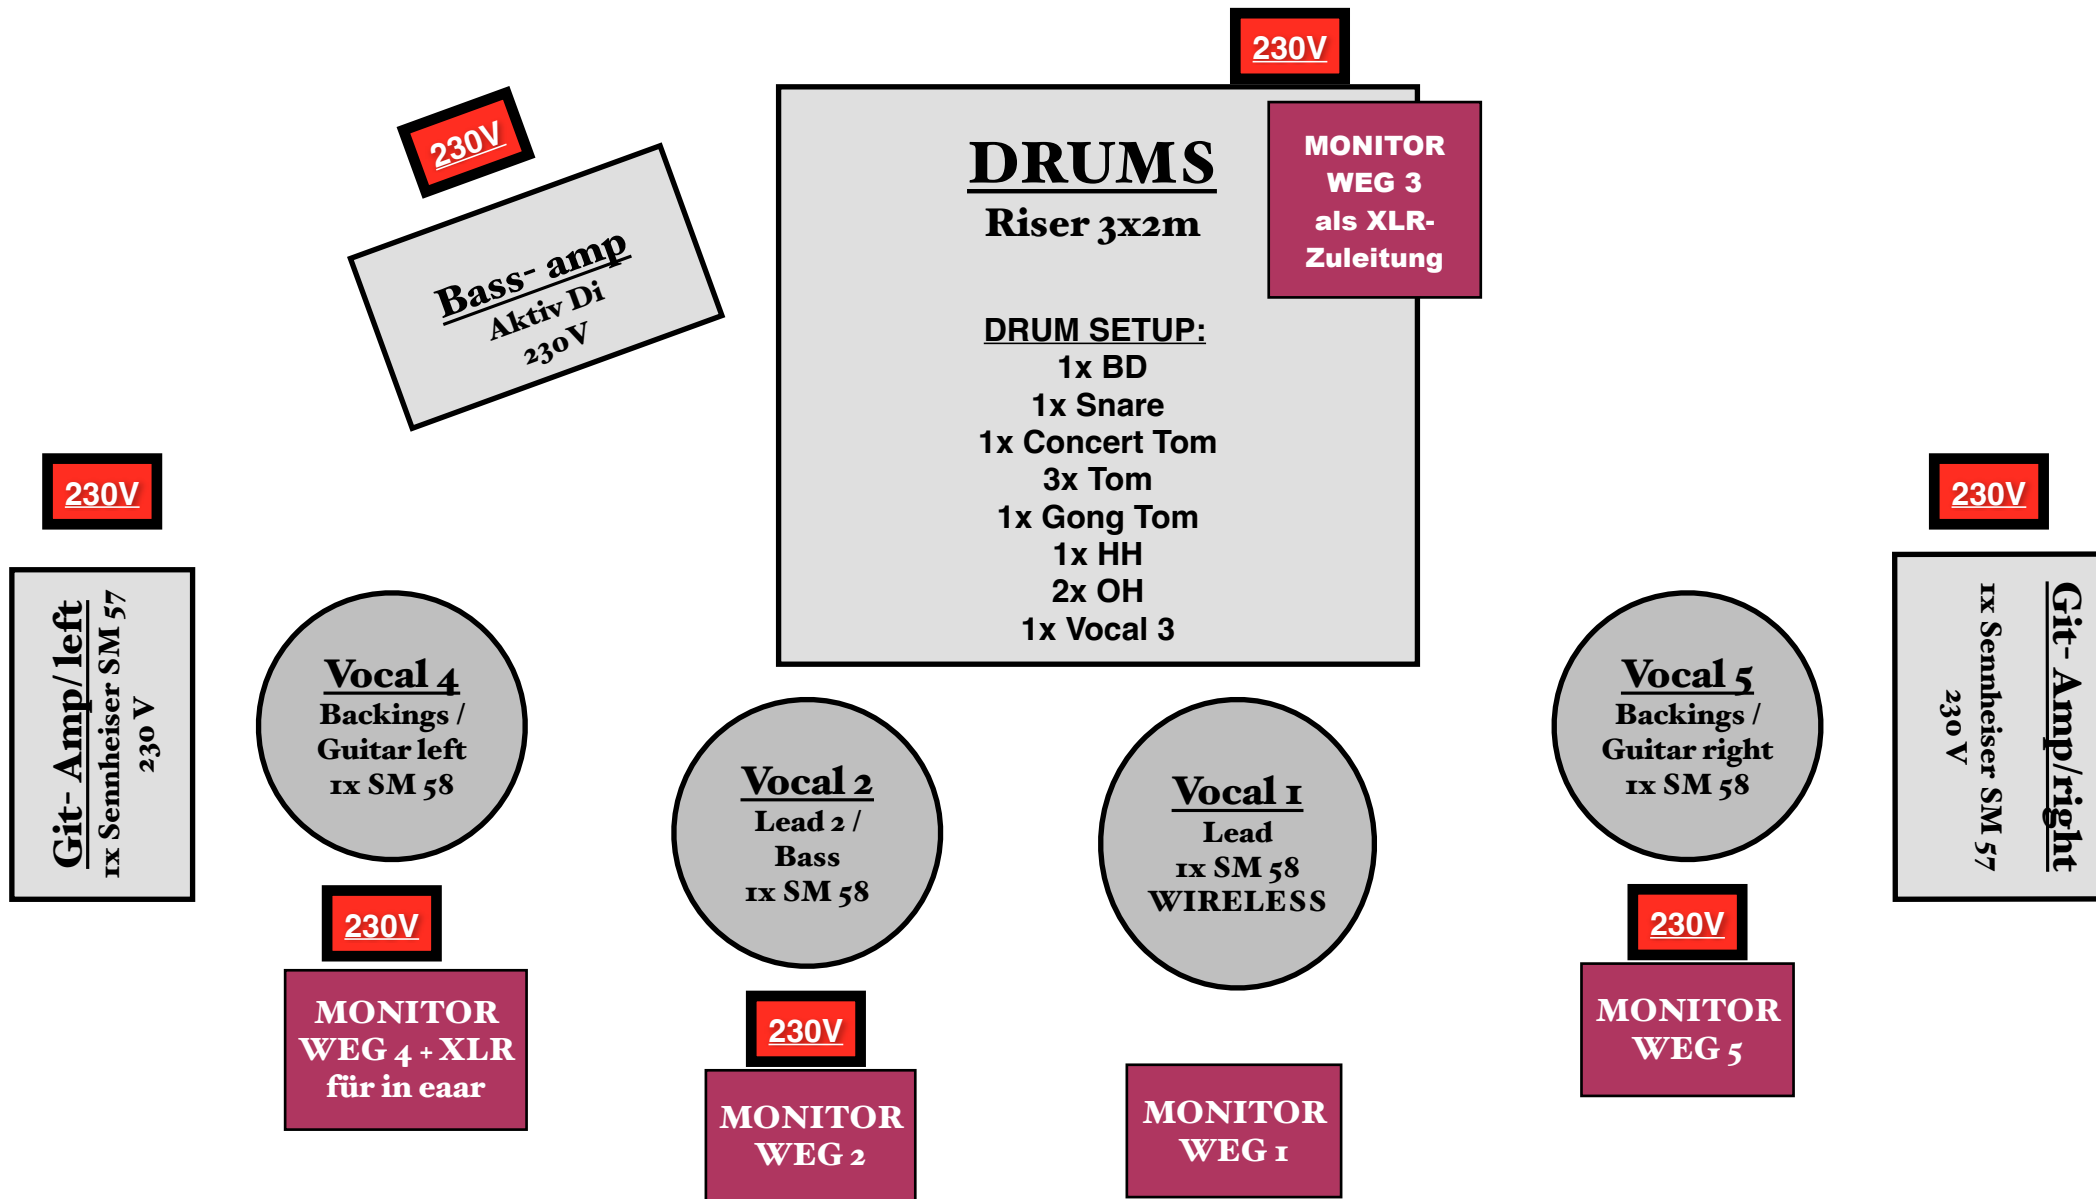 230V
230V
DRUMS
Riser 3x2m
MONITOR
WEG 3
als XLR-
Zuleitung
Bass- amp
Aktiv Di
230V
DRUM SETUP:
1x BD
1x Snare
1x Concert Tom
3x Tom
1x Gong Tom
1x HH
2x OH
1x Vocal 3
230V
230V
Git- Amp/ left
1x Sennheiser SM 57
230 V
Vocal 4
Backings /
Guitar left
1x SM 58
Vocal 2
Lead 2 /
Bass
1x SM 58
Vocal 1
Lead
1x SM 58
WIRELESS
Vocal 5
Backings /
Guitar right
1x SM 58
Git- Amp/right
1x Sennheiser SM 57
230 V
230V
MONITOR
WEG 4 + XLR
für in eaar
230V
MONITOR
WEG 2
MONITOR
WEG 1
230V
MONITOR
WEG 5